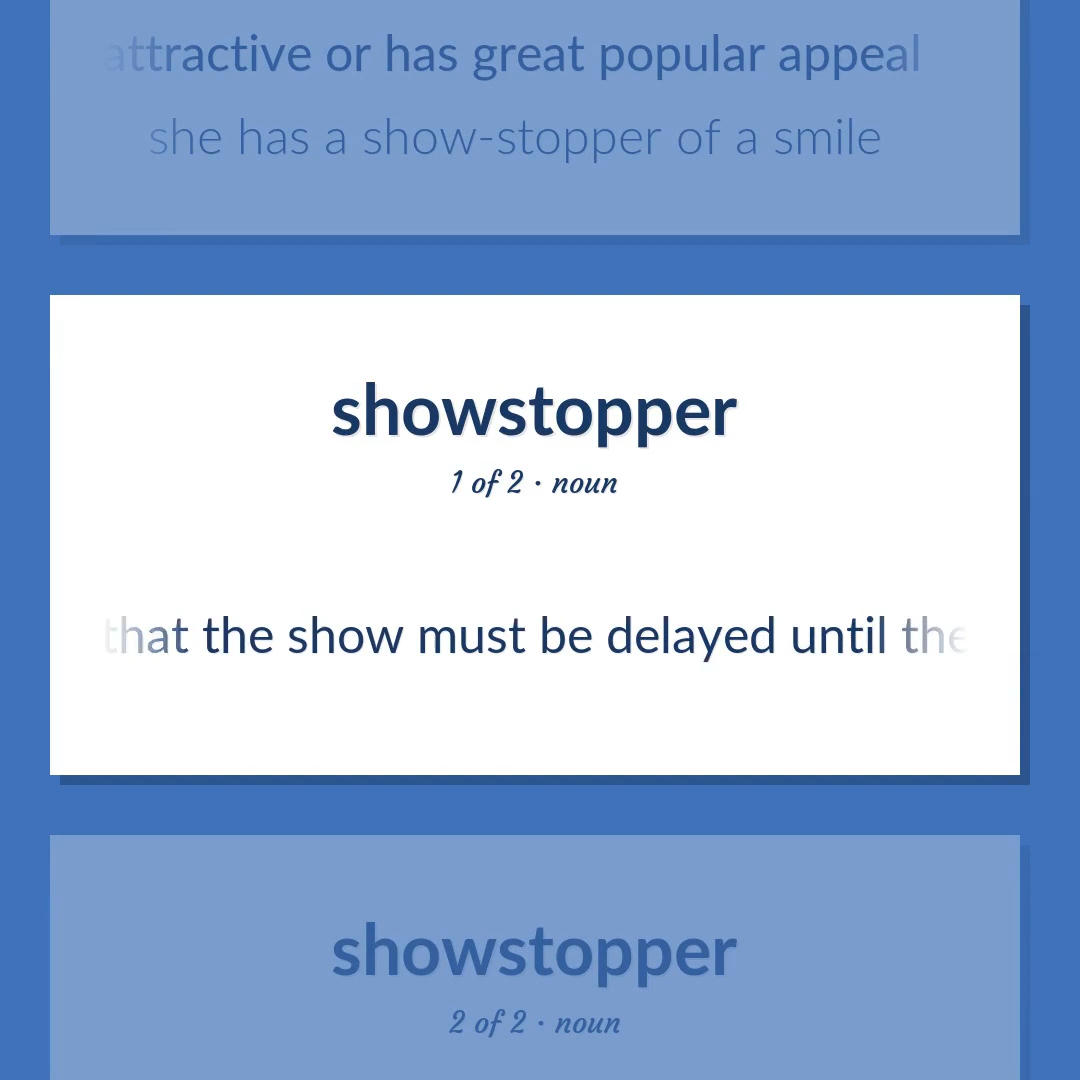 attractive or has great popular appeal
she has a show-stopper of a smile
showstopper
1 of 2 · noun
that the show must be delayed until the
showstopper
2 of 2 · noun